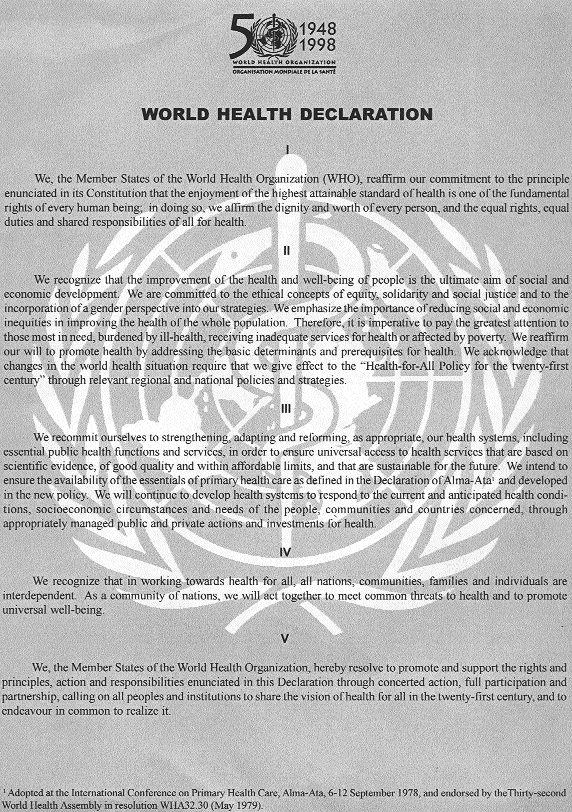 50 1948
1998
WORLD HEALTH ORGANIZATION
ORGANISATION MONDIALE DE LA SANTÉ
WORLD HEALTH DECLARATION
I
We, the Member States of the World Health Organization (WHO), reaffirm our commitment to the principle
enunciated in its Constitution that the enjoyment of the highest attainable standard of health is one of the fundamental
rights of every human being; in doing so, we affirm the dignity and worth of every person, and the equal rights, equal
duties and shared responsibilities of all for health.
II
We recognize that the improvement of the health and well-being of people is the ultimate aim of social and
economic development. We are committed to the ethical concepts of equity, solidarity and social justice and to the
incorporation of a gender perspective into our strategies. We emphasize the importance of reducing social and economic
inequities in improving the health of the whole population. Therefore, it is imperative to pay the greatest attention to
those most in need, burdened by ill-health, receiving inadequate services for health or affected by poverty. We reaffirm
our will to promote health by addressing the basic determinants and prerequisites for health. We acknowledge that
changes in the world health situation require that we give effect to the “Health-for-All Policy for the twenty-first
century” through relevant regional and national policies and strategies.
III
We recommit ourselves to strengthening, adapting and reforming, as appropriate, our health systems, including
essential public health functions and services, in order to ensure universal access to health services that are based on
scientific evidence, of good quality and within affordable limits, and that are sustainable for the future. We intend to
ensure the availability of the essentials of primary health care as defined in the Declaration of Alma-Ata¹ and developed
in the new policy. We will continue to develop health systems to respond to the current and anticipated health condi-
tions, socioeconomic circumstances and needs of the people, communities and countries concerned, through
appropriately managed public and private actions and investments for health.
IV
We recognize that in working towards health for all, all nations, communities, families and individuals are
interdependent. As a community of nations, we will act together to meet common threats to health and to promote
universal well-being.
V
We, the Member States of the World Health Organization, hereby resolve to promote and support the rights and
principles, action and responsibilities enunciated in this Declaration through concerted action, full participation and
partnership, calling on all peoples and institutions to share the vision of health for all in the twenty-first century, and to
endeavour in common to realize it.
¹ Adopted at the International Conference on Primary Health Care, Alma-Ata, 6-12 September 1978, and endorsed by theThirty-second
World Health Assembly in resolution WHA32.30 (May 1979).